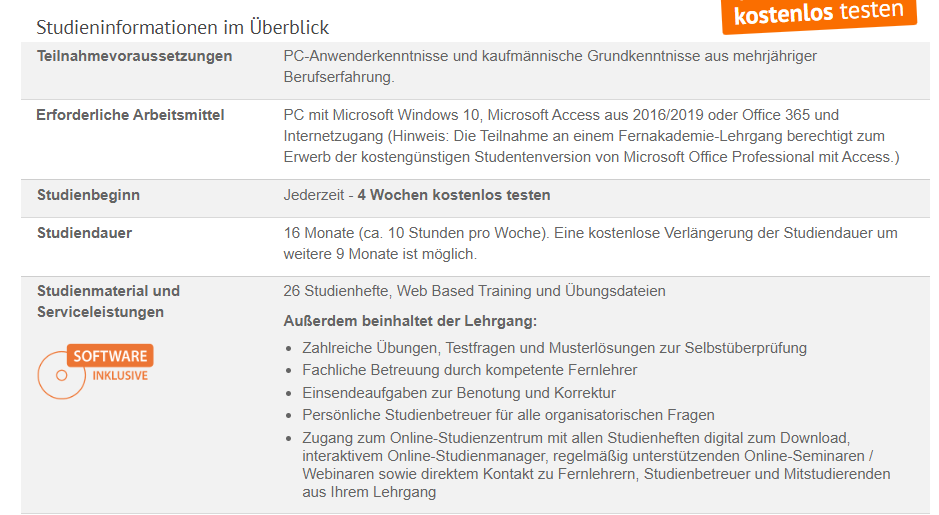 kostenlos testen
Studieninformationen im Überblick
Teilnahmevoraussetzungen
PC-Anwenderkenntnisse und kaufmännische Grundkenntnisse aus mehrjähriger
Berufserfahrung.
Erforderliche Arbeitsmittel
PC mit Microsoft Windows 10, Microsoft Access aus 2016/2019 oder Office 365 und
Internetzugang (Hinweis: Die Teilnahme an einem Fernakademie-Lehrgang berechtigt zum
Erwerb der kostengünstigen Studentenversion von Microsoft Office Professional mit Access.)
Studienbeginn
Jederzeit - 4 Wochen kostenlos testen
Studiendauer
16 Monate (ca. 10 Stunden pro Woche). Eine kostenlose Verlängerung der Studiendauer um
weitere 9 Monate ist möglich.
Studienmaterial und
Serviceleistungen
SOFTWARE
INKLUSIVE
26 Studienhefte, Web Based Training und Übungsdateien
Außerdem beinhaltet der Lehrgang:
• Zahlreiche Übungen, Testfragen und Musterlösungen zur Selbstüberprüfung
• Fachliche Betreuung durch kompetente Fernlehrer
• Einsendeaufgaben zur Benotung und Korrektur
• Persönliche Studienbetreuer für alle organisatorischen Fragen
• Zugang zum Online-Studienzentrum mit allen Studienheften digital zum Download,
interaktivem Online-Studienmanager, regelmäßig unterstützenden Online-Seminaren /
Webinaren sowie direktem Kontakt zu Fernlehrern, Studienbetreuer und Mitstudierenden
aus Ihrem Lehrgang